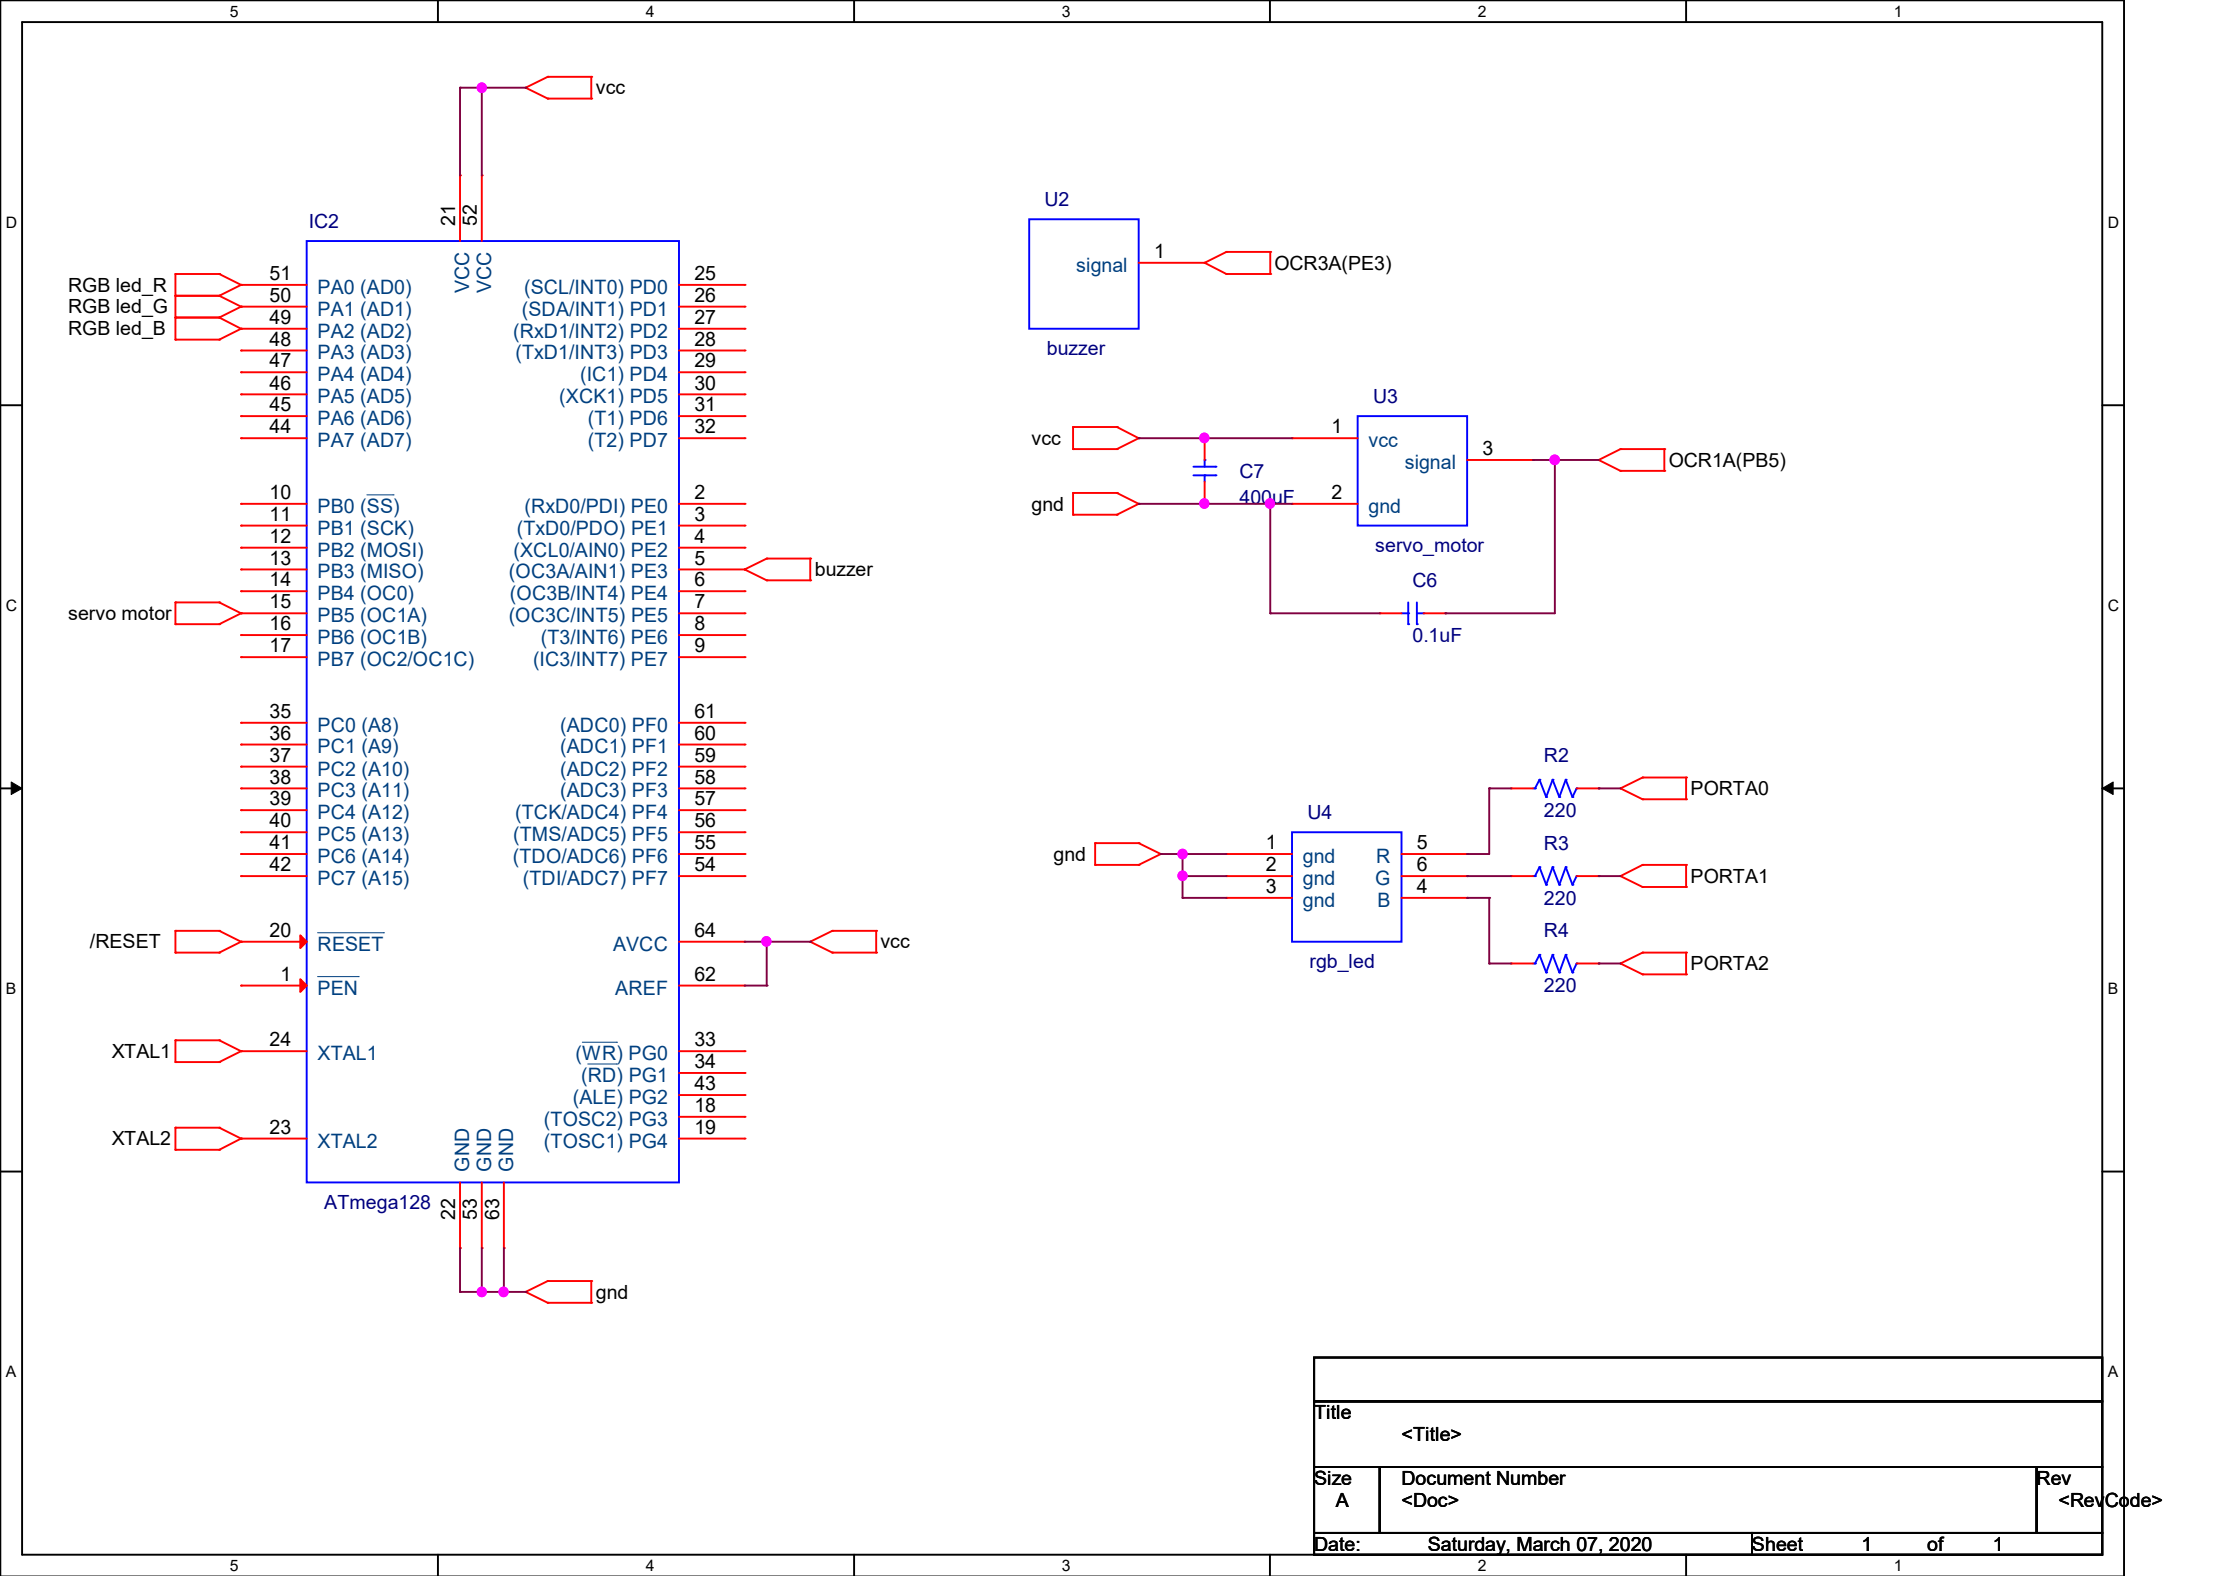 5 4 3 2 1
D
C
B
A
D
C
B
A
vcc
21 52
IC2
VCC VCC
RGB led_R 51 PA0 (AD0)
RGB led_G 50 PA1 (AD1)
RGB led_B 49 PA2 (AD2)
48 PA3 (AD3)
47 PA4 (AD4)
46 PA5 (AD5)
45 PA6 (AD6)
44 PA7 (AD7)
(SCL/INT0) PD0 25
(SDA/INT1) PD1 26
(RxD1/INT2) PD2 27
(TxD1/INT3) PD3 28
(IC1) PD4 29
(XCK1) PD5 30
(T1) PD6 31
(T2) PD7 32
10 PB0 (SS)
11 PB1 (SCK)
12 PB2 (MOSI)
13 PB3 (MISO)
14 PB4 (OC0)
servo motor 15 PB5 (OC1A)
16 PB6 (OC1B)
17 PB7 (OC2/OC1C)
(RxD0/PDI) PE0 2
(TxD0/PDO) PE1 3
(XCL0/AIN0) PE2 4
(OC3A/AIN1) PE3 5 buzzer
(OC3B/INT4) PE4 6
(OC3C/INT5) PE5 7
(T3/INT6) PE6 8
(IC3/INT7) PE7 9
35 PC0 (A8)
36 PC1 (A9)
37 PC2 (A10)
38 PC3 (A11)
39 PC4 (A12)
40 PC5 (A13)
41 PC6 (A14)
42 PC7 (A15)
(ADC0) PF0 61
(ADC1) PF1 60
(ADC2) PF2 59
(ADC3) PF3 58
(TCK/ADC4) PF4 57
(TMS/ADC5) PF5 56
(TDO/ADC6) PF6 55
(TDI/ADC7) PF7 54
/RESET 20 RESET
1 PEN
XTAL1 24 XTAL1
XTAL2 23 XTAL2
AVCC 64 vcc
AREF 62
(WR) PG0 33
(RD) PG1 34
(ALE) PG2 43
(TOSC2) PG3 18
(TOSC1) PG4 19
GND GND GND
ATmega128
22 53 63
gnd
U2
signal 1 OCR3A(PE3)
buzzer
U3
vcc 1 vcc
signal 3 OCR1A(PB5)
C7
400uF
gnd 2 gnd
servo_motor
C6
0.1uF
U4
gnd 1 gnd
2 gnd
3 gnd
R 5
G 6
B 4
rgb_led
R2
220
PORTA0
R3
220
PORTA1
R4
220
PORTA2
Title
<Title>
Size
A
Document Number
<Doc>
Rev
<RevCode>
Date: Saturday, March 07, 2020 Sheet 1 of 1
5 4 3 2 1